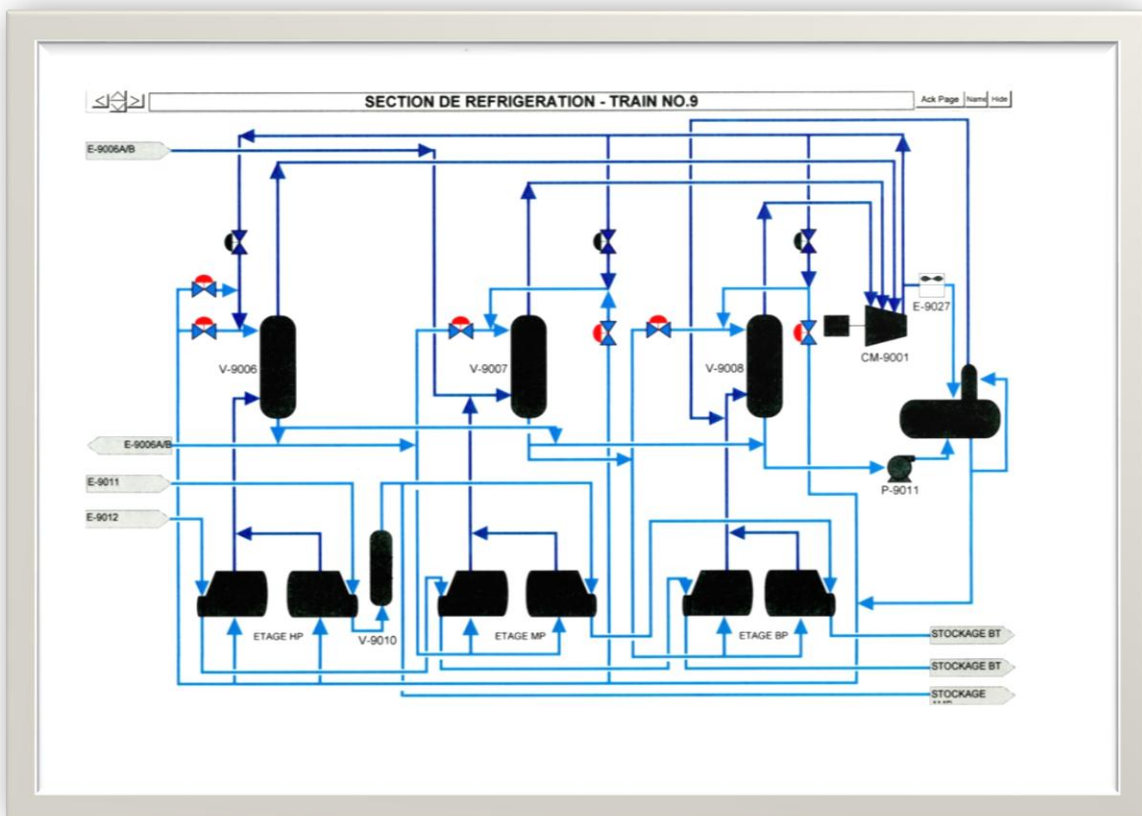 SECTION DE REFRIGERATION - TRAIN NO.9
Ack Page
Name
Hide
E-9006A/B
E-9027
CM-9001
V-9006
V-9007
V-9008
E-9006A/B
E-9011
P-9011
E-9012
ETAGE HP
V-9010
ETAGE MP
ETAGE BP
STOCKAGE BT
STOCKAGE BT
STOCKAGE